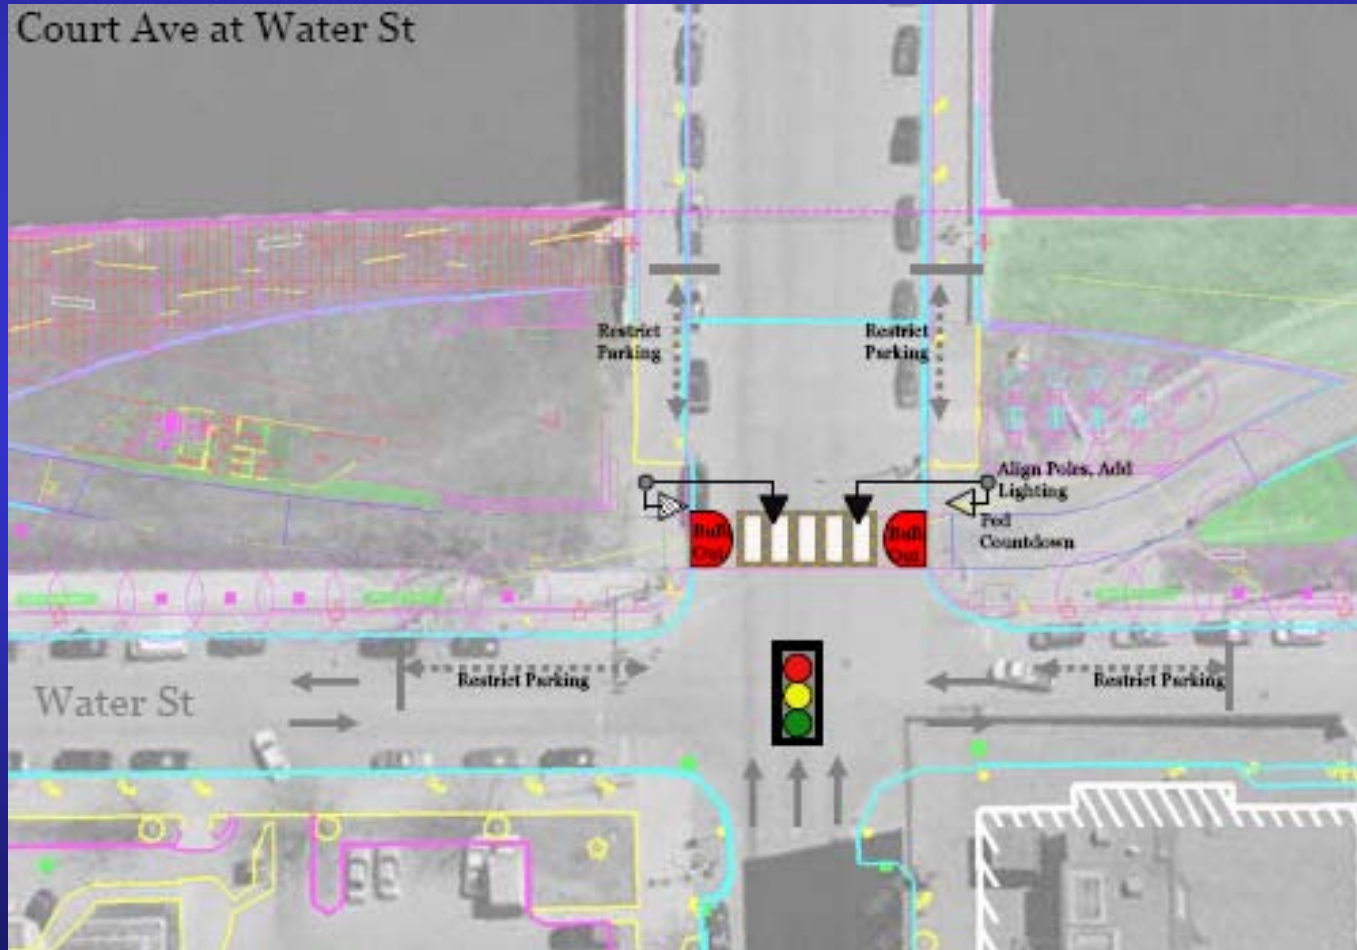 Court Ave at Water St
Restrict
Parking
Restrict
Parking
Align Poles, Add
Lighting
Ped
Countdown
Bulb
Out
Bulb
Out
Restrict Parking
Restrict Parking
Water St